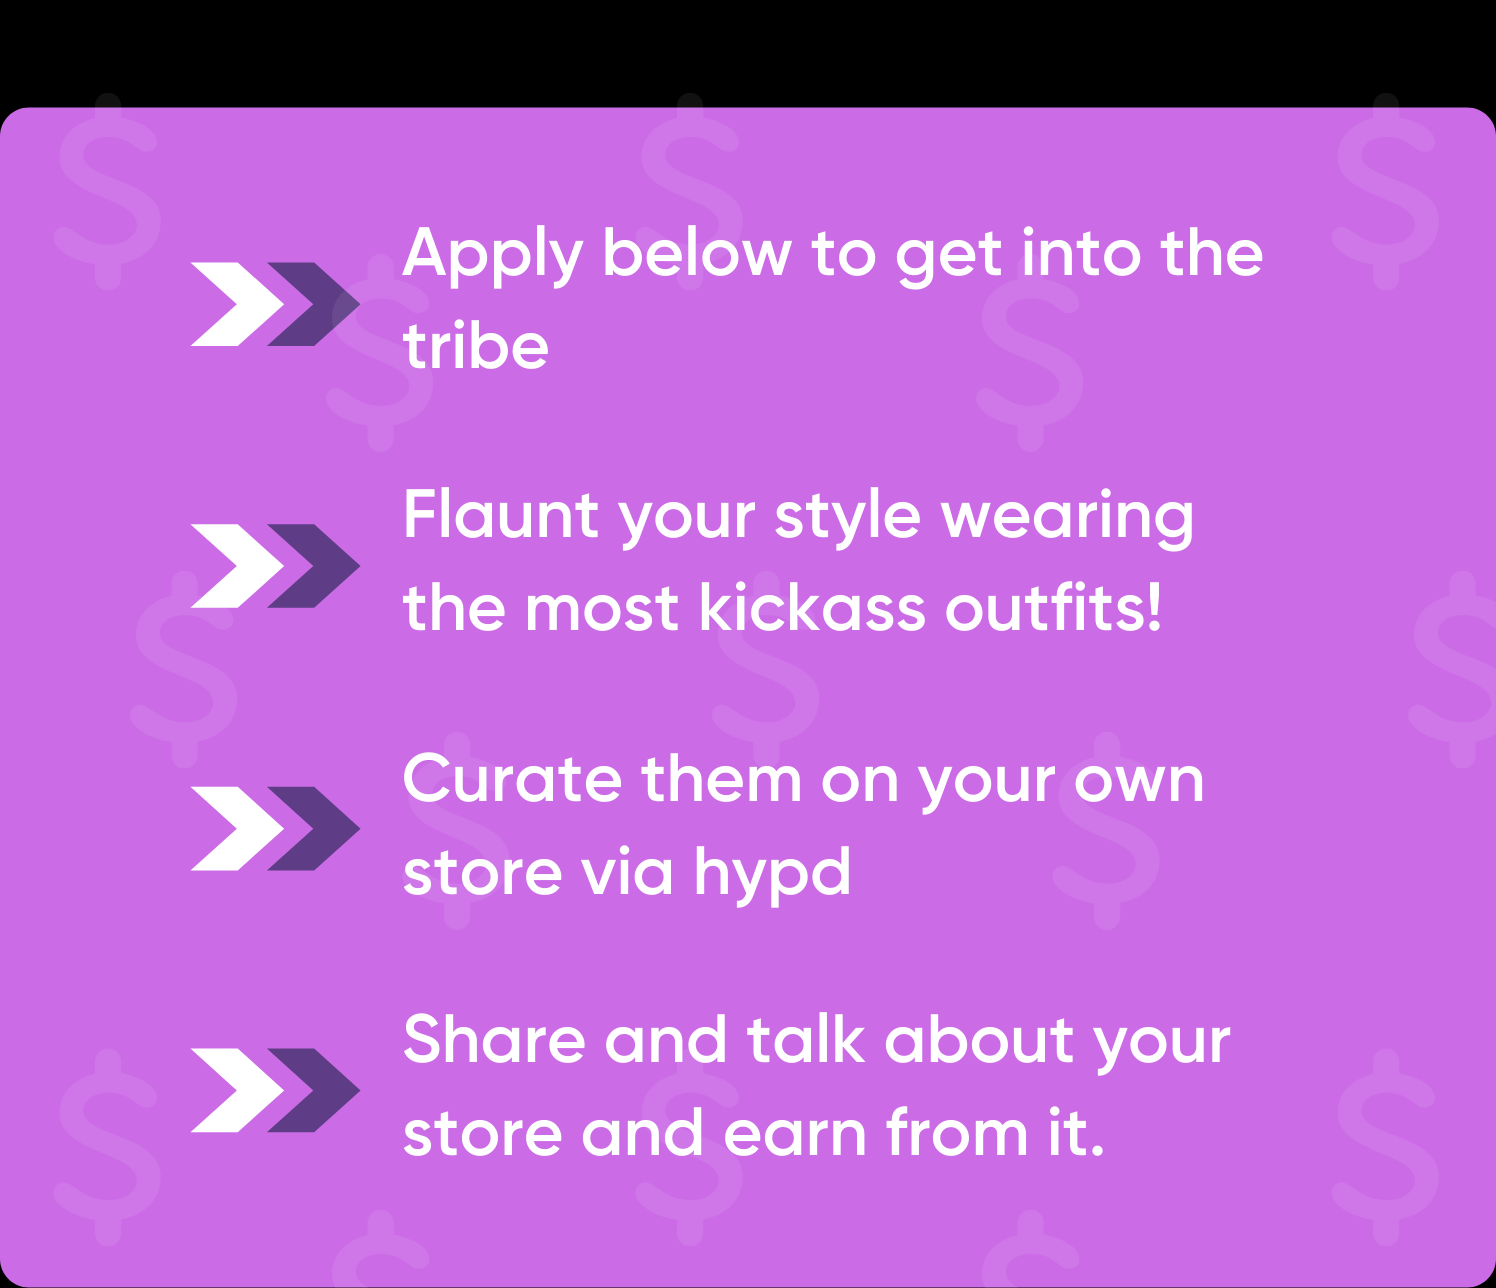 Apply below to get into the
tribe
Flaunt your style wearing
the most kickass outfits!
Curate them on your own
store via hypd
Share and talk about your
store and earn from it.